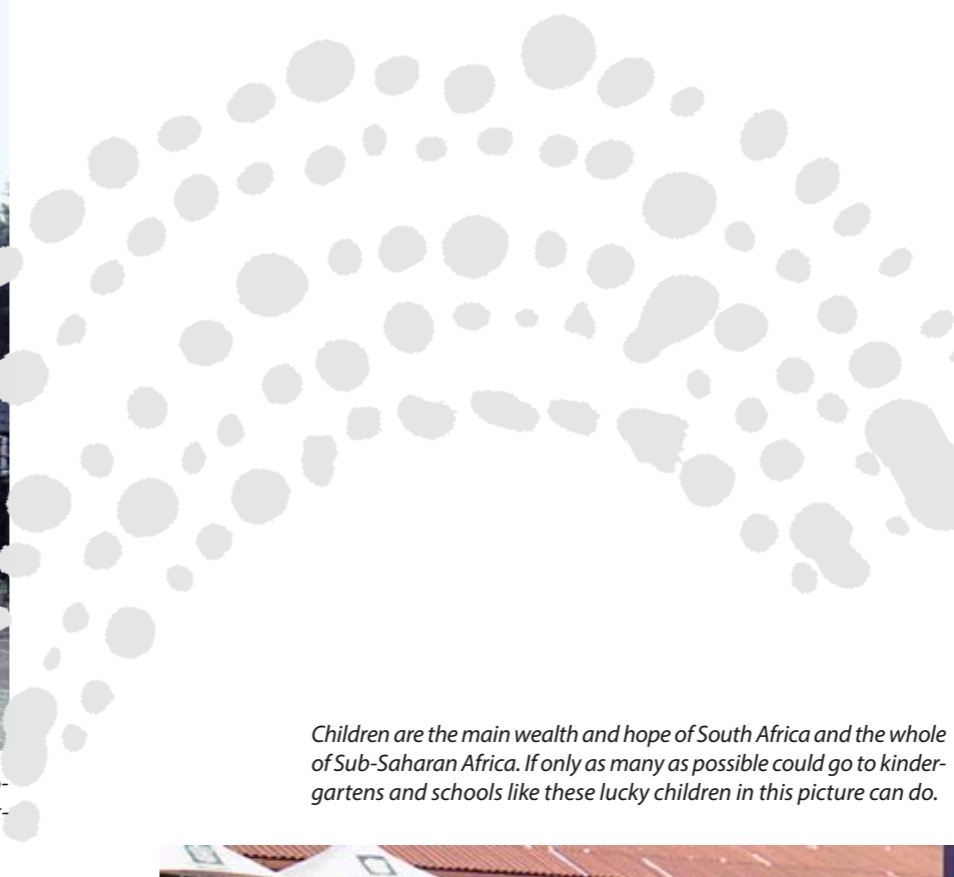 Children are the main wealth and hope of South Africa and the whole
of Sub-Saharan Africa. If only as many as possible could go to kinder-
gartens and schools like these lucky children in this picture can do.